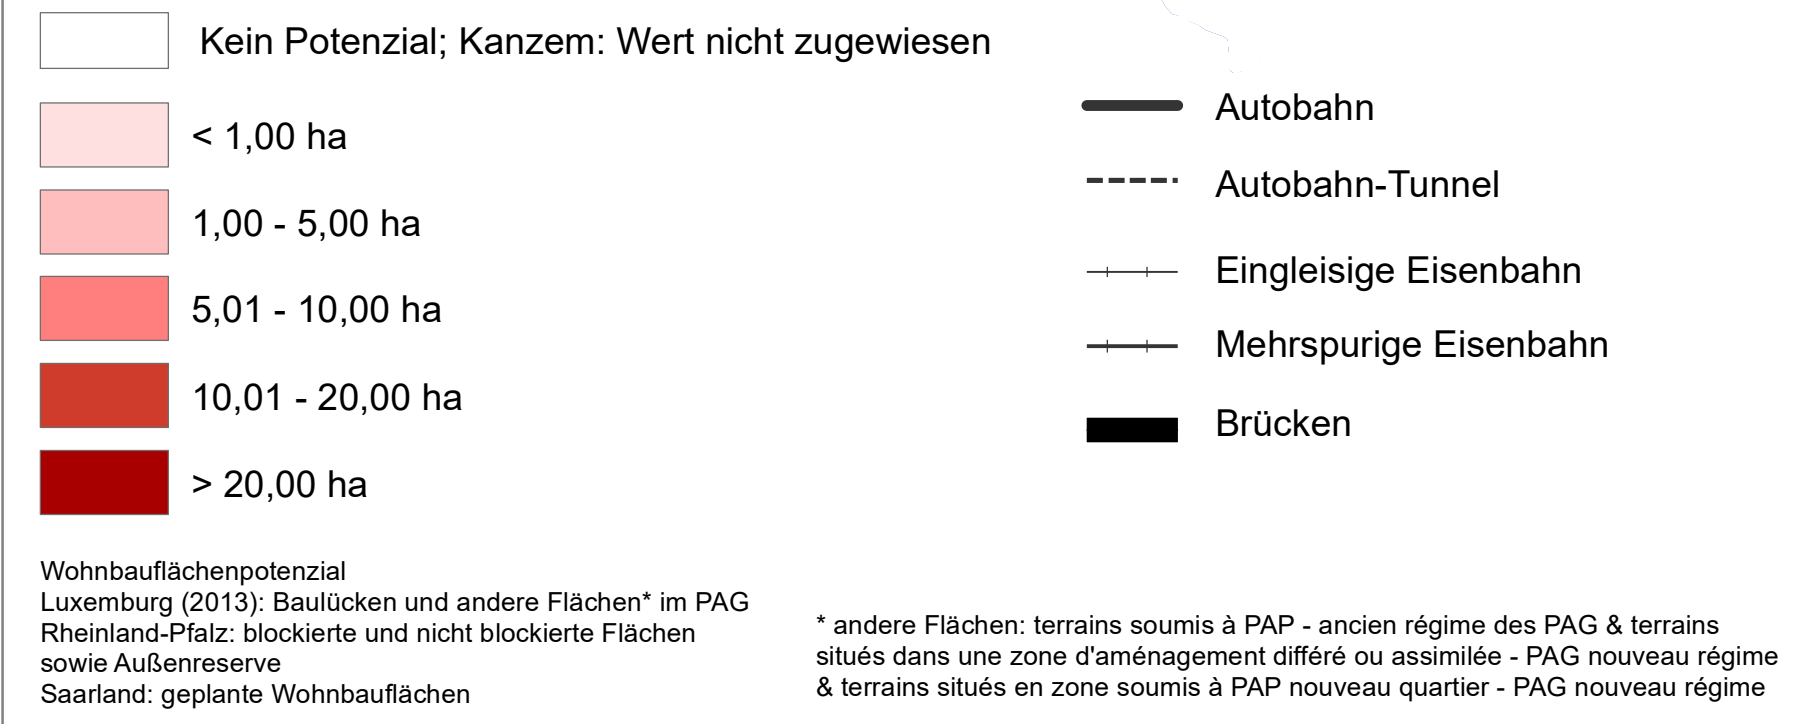 Kein Potenzial; Kanzem: Wert nicht zugewiesen
< 1,00 ha
1,00 - 5,00 ha
5,01 - 10,00 ha
10,01 - 20,00 ha
> 20,00 ha
Autobahn
Autobahn-Tunnel
Eingleisige Eisenbahn
Mehrspurige Eisenbahn
Brücken
Wohnbauflächenpotenzial
Luxemburg (2013): Baulücken und andere Flächen* im PAG
Rheinland-Pfalz: blockierte und nicht blockierte Flächen
sowie Außenreserve
Saarland: geplante Wohnbauflächen
* andere Flächen: terrains soumis à PAP - ancien régime des PAG & terrains
situés dans une zone d'aménagement différé ou assimilée - PAG nouveau régime
& terrains situés en zone soumis à PAP nouveau quartier - PAG nouveau régime